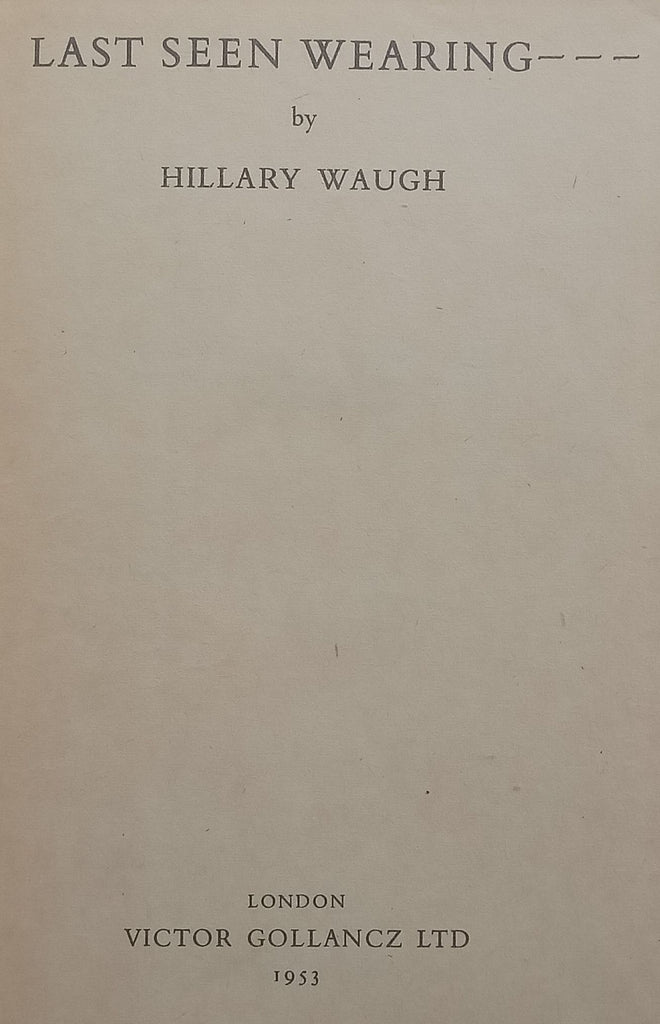 LAST SEEN WEARING– – –
by
HILLARY WAUGH
LONDON
VICTOR GOLLANCZ LTD
1953